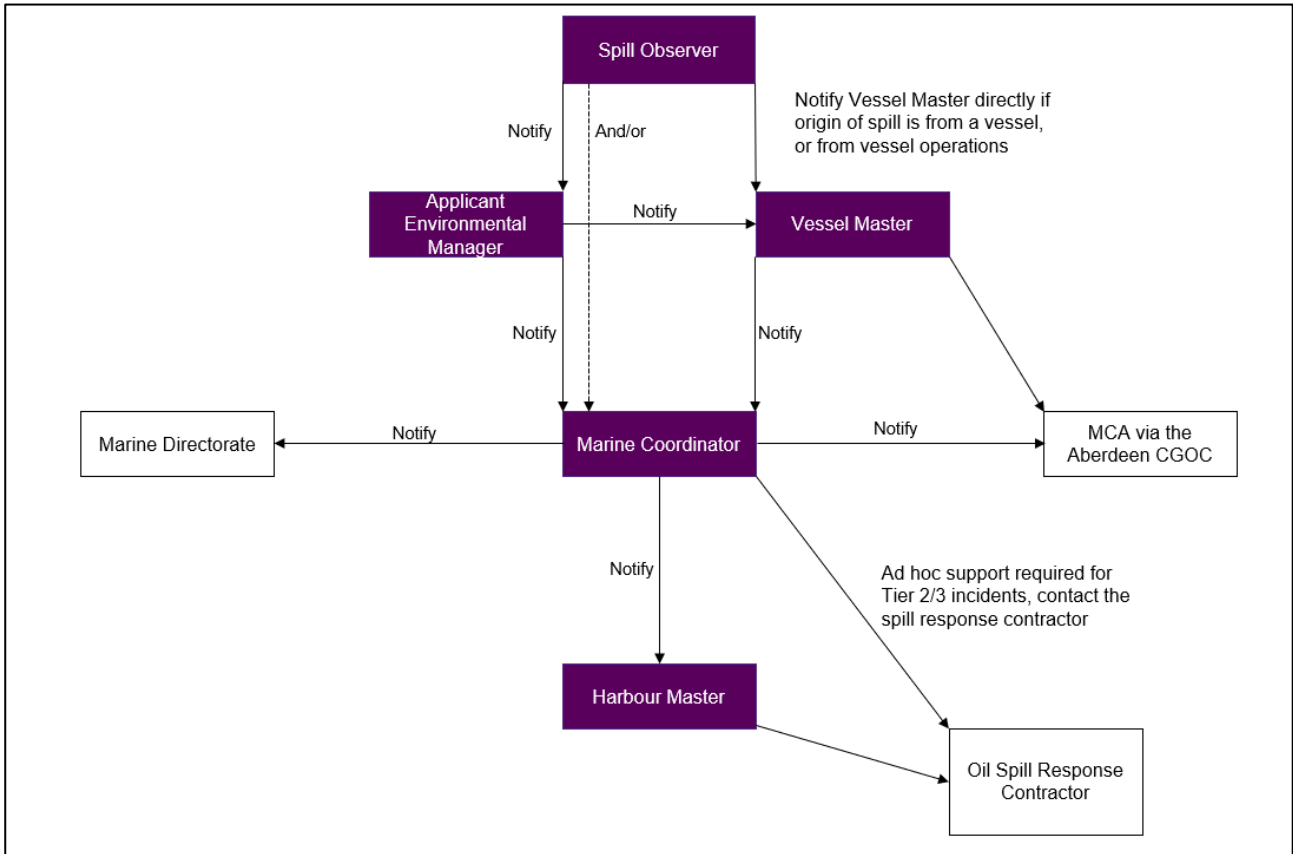 Spill Observer
Notify Vessel Master directly if
origin of spill is from a vessel,
or from vessel operations
Notify
And/or
Applicant
Environmental
Manager
Notify
Vessel Master
Notify
Notify
Marine Directorate
Notify
Marine Coordinator
Notify
MCA via the
Aberdeen CGOC
Notify
Ad hoc support required for
Tier 2/3 incidents, contact the
spill response contractor
Harbour Master
Oil Spill Response
Contractor